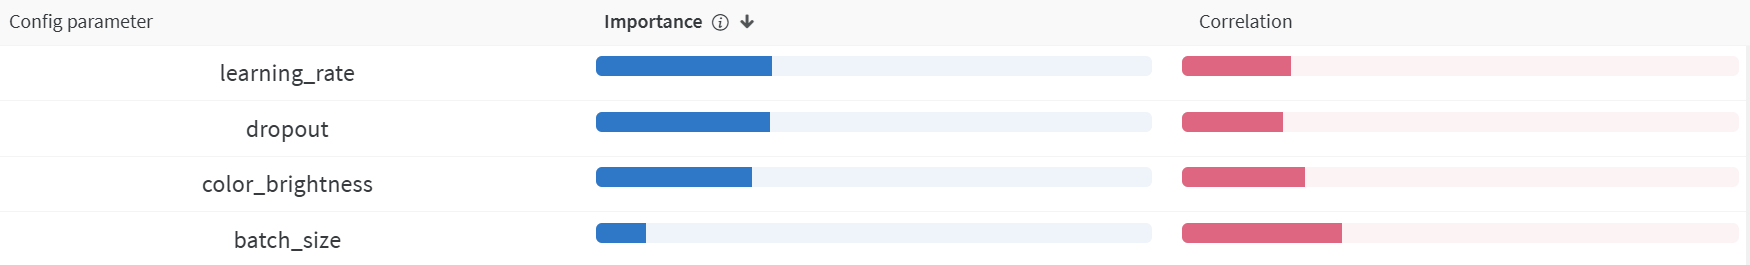 Config parameter Importance Correlation
learning_rate
dropout
color_brightness
batch_size